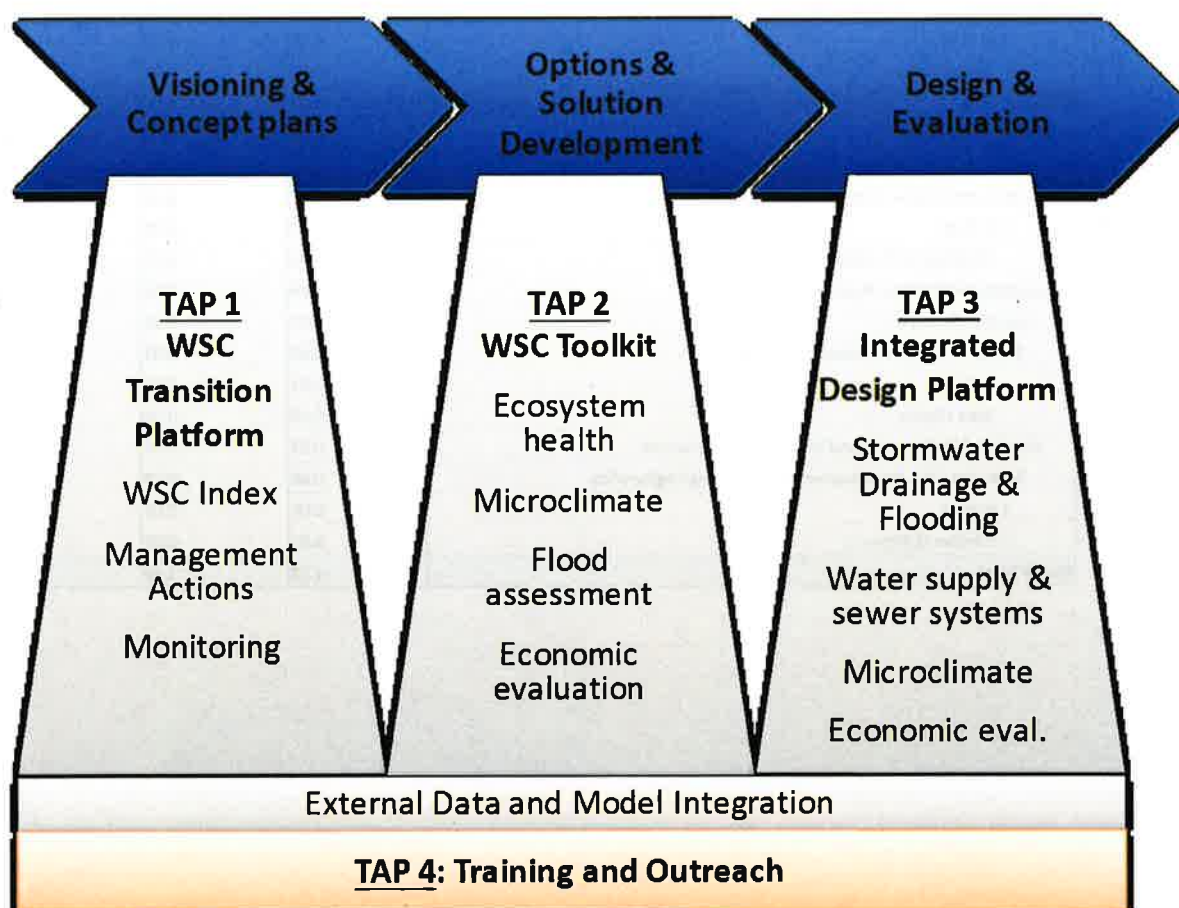 Visioning &
Concept plans
Options &
Solution
Development
Design &
Evaluation
TAP 1
WSC
Transition
Platform
WSC Index
Management
Actions
Monitoring
TAP 2
WSC Toolkit
Ecosystem
health
Microclimate
Flood
assessment
Economic
evaluation
TAP 3
Integrated
Design Platform
Stormwater
Drainage &
Flooding
Water supply &
sewer systems
Microclimate
Economic eval.
External Data and Model Integration
TAP 4: Training and Outreach